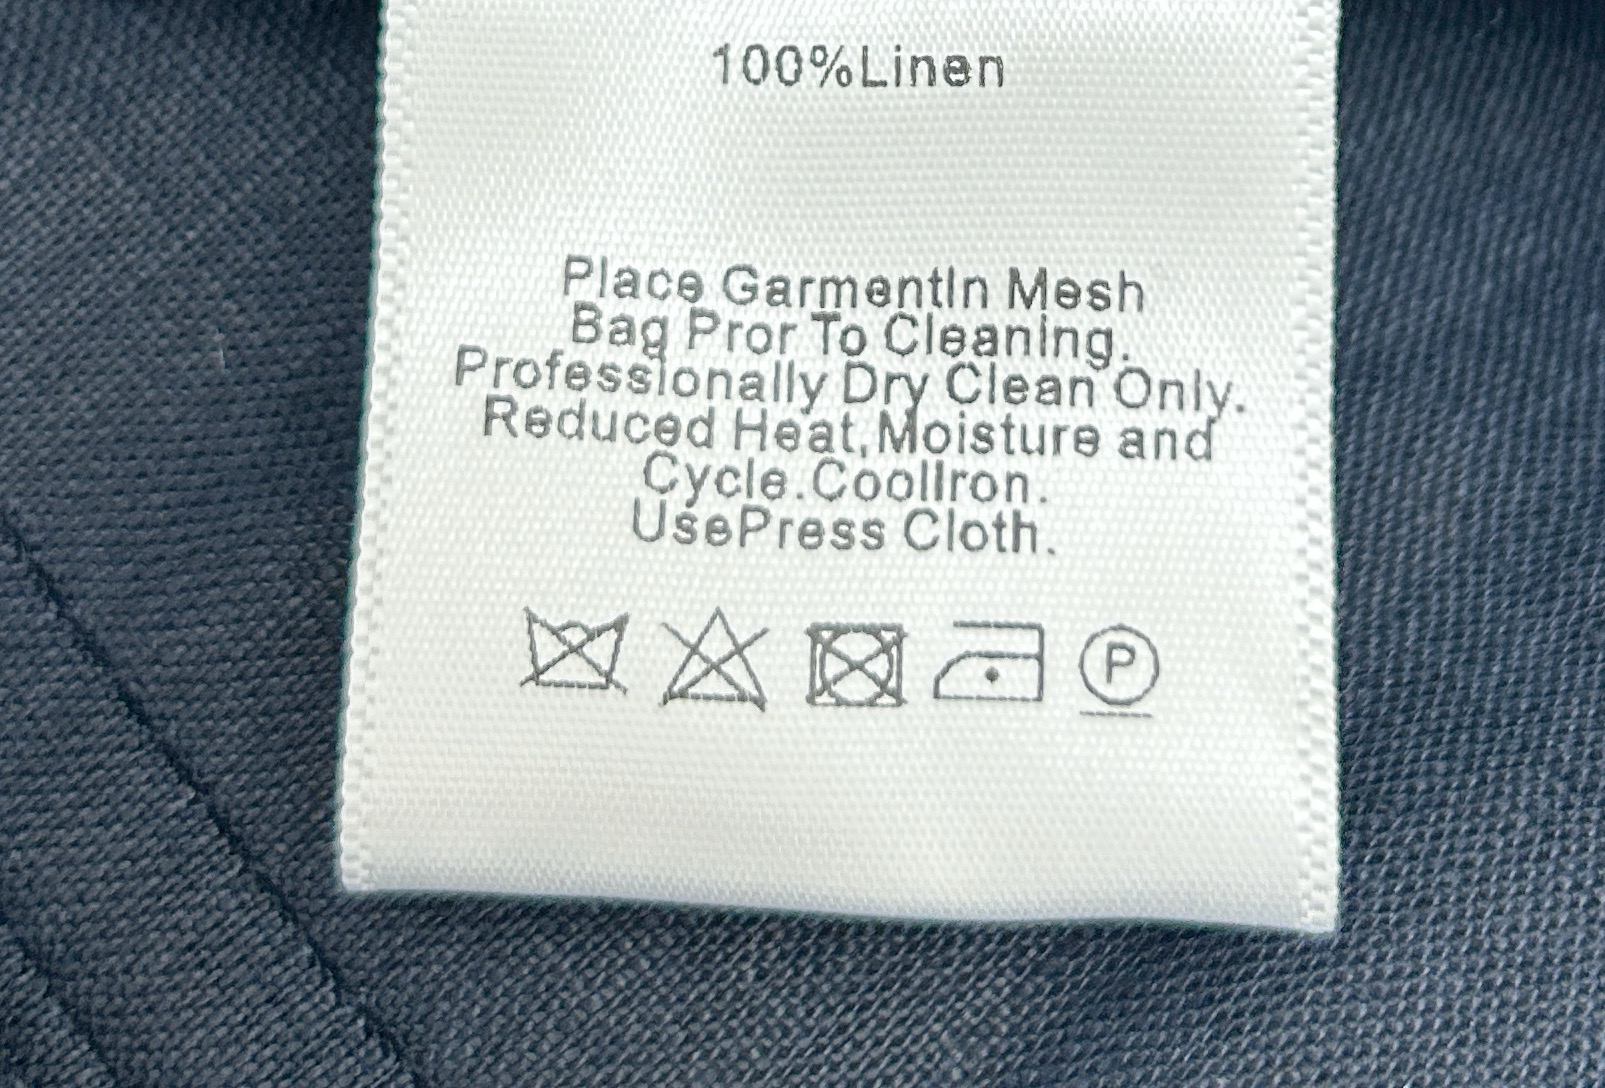 100%Linen
Place GarmentIn Mesh
Bag Pror To Cleaning.
Professionally Dry Clean Only.
Reduced Heat,Moisture and
Cycle.CoolIron.
UsePress Cloth.
P